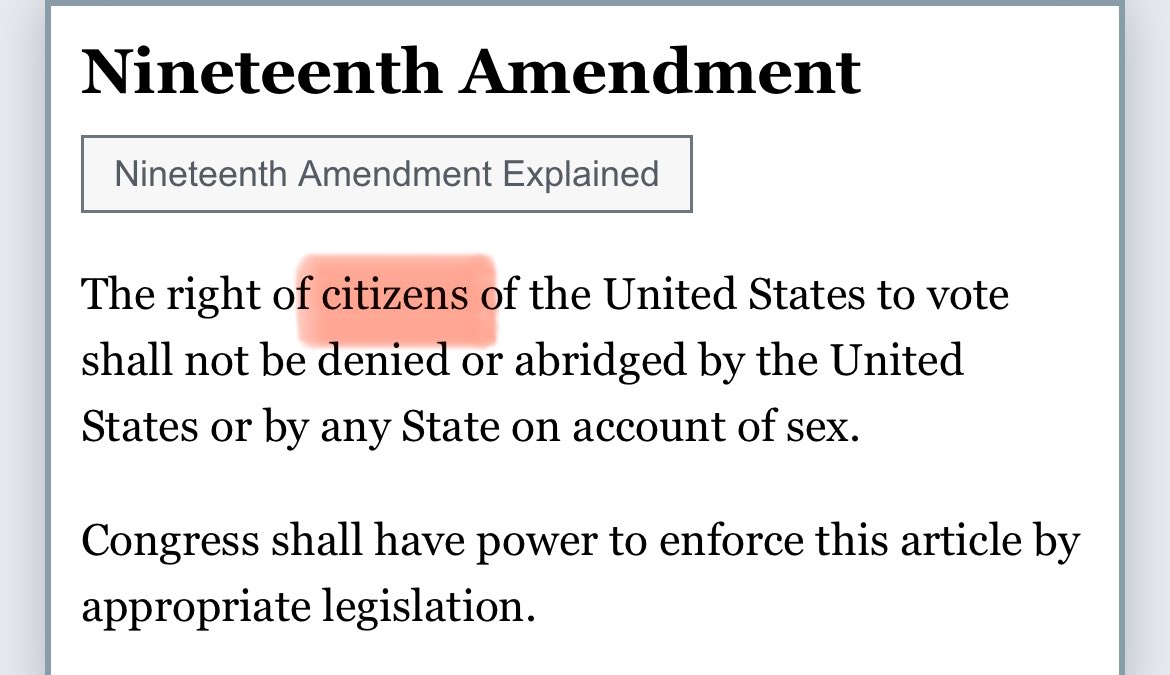 Nineteenth Amendment
Nineteenth Amendment Explained
The right of citizens of the United States to vote
shall not be denied or abridged by the United
States or by any State on account of sex.
Congress shall have power to enforce this article by
appropriate legislation.